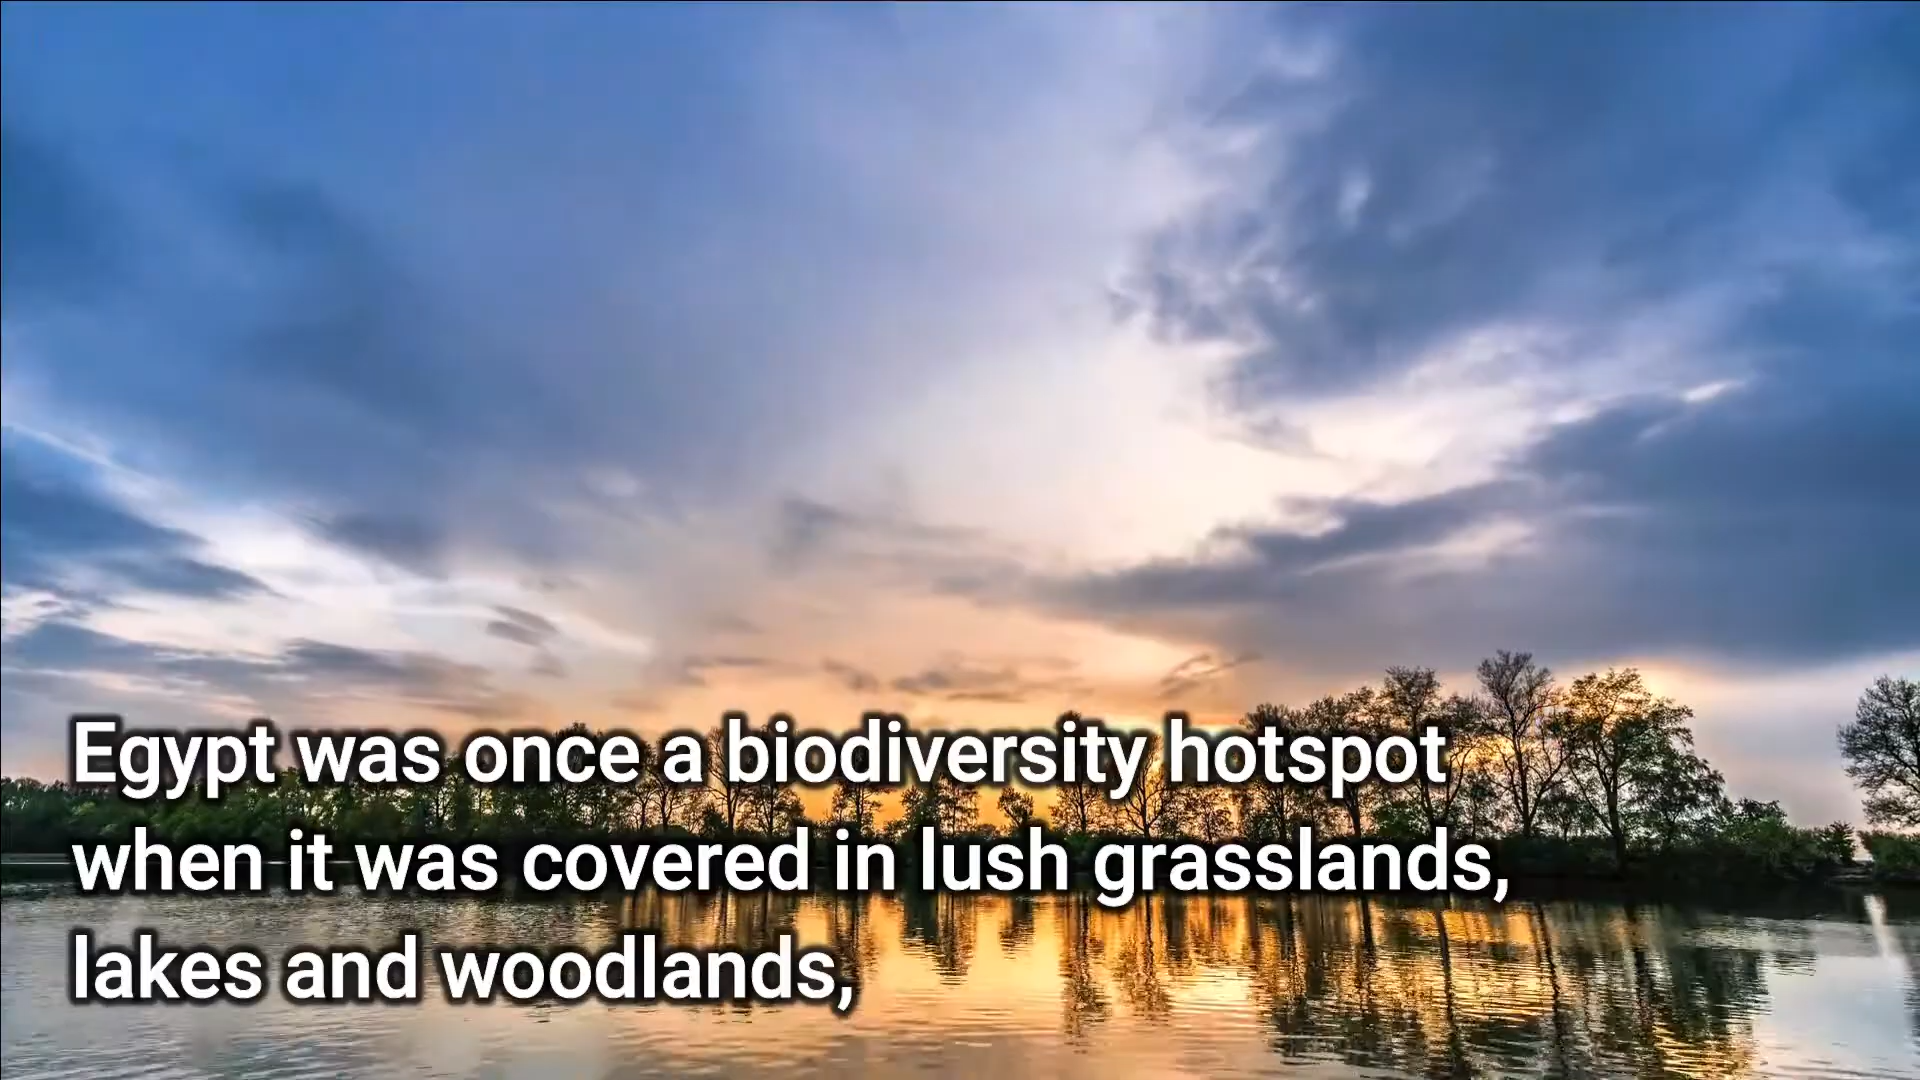 Egypt was once a biodiversity hotspot
when it was covered in lush grasslands,
lakes and woodlands,